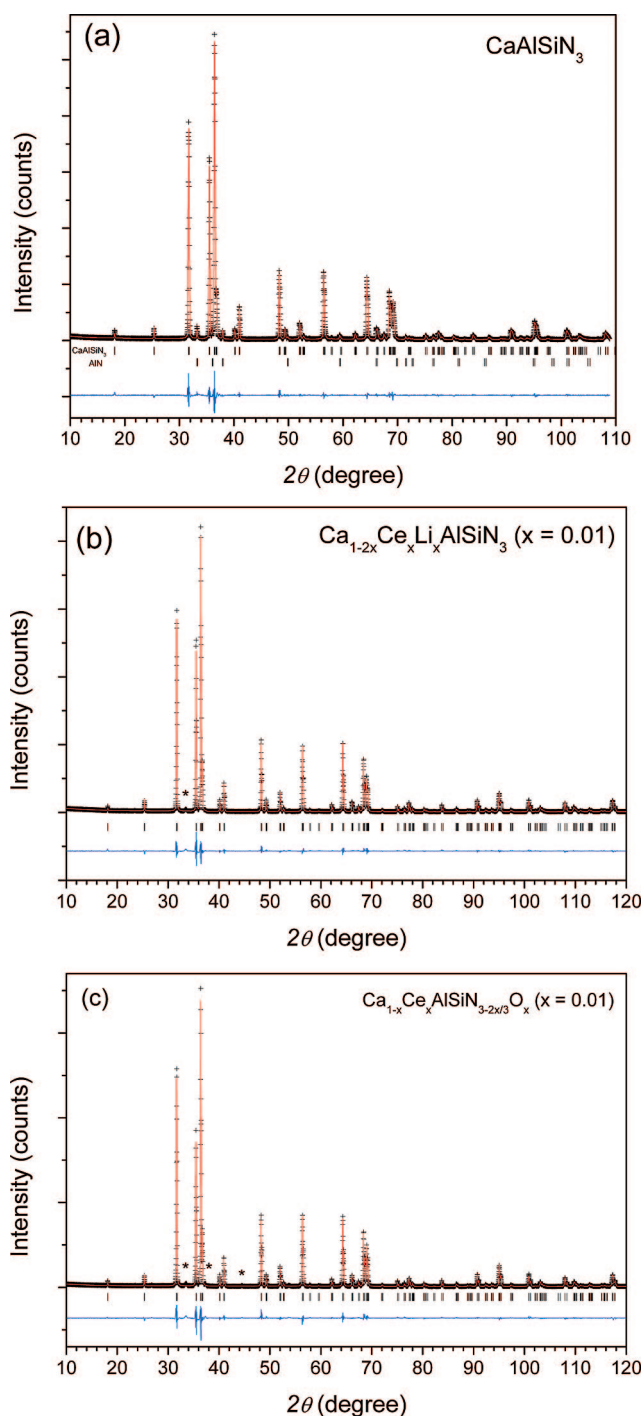 (a)
CaAlSiN3
Intensity (counts)
CaAlSiN3
AlN
10 20 30 40 50 60 70 80 90 100 110
2θ (degree)
(b)
Ca1-2xCexLixAlSiN3 (x = 0.01)
Intensity (counts)
*
10 20 30 40 50 60 70 80 90 100 110 120
2θ (degree)
(c)
Ca1-xCexAlSiN3-2x/3Ox (x = 0.01)
Intensity (counts)
* * *
10 20 30 40 50 60 70 80 90 100 110 120
2θ (degree)